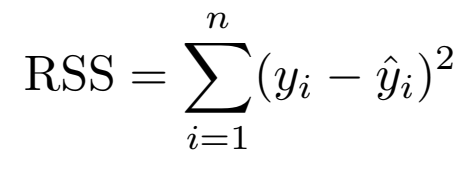 RSS = \sum_{i=1}^{n} (y_i - \hat{y}_i)^2